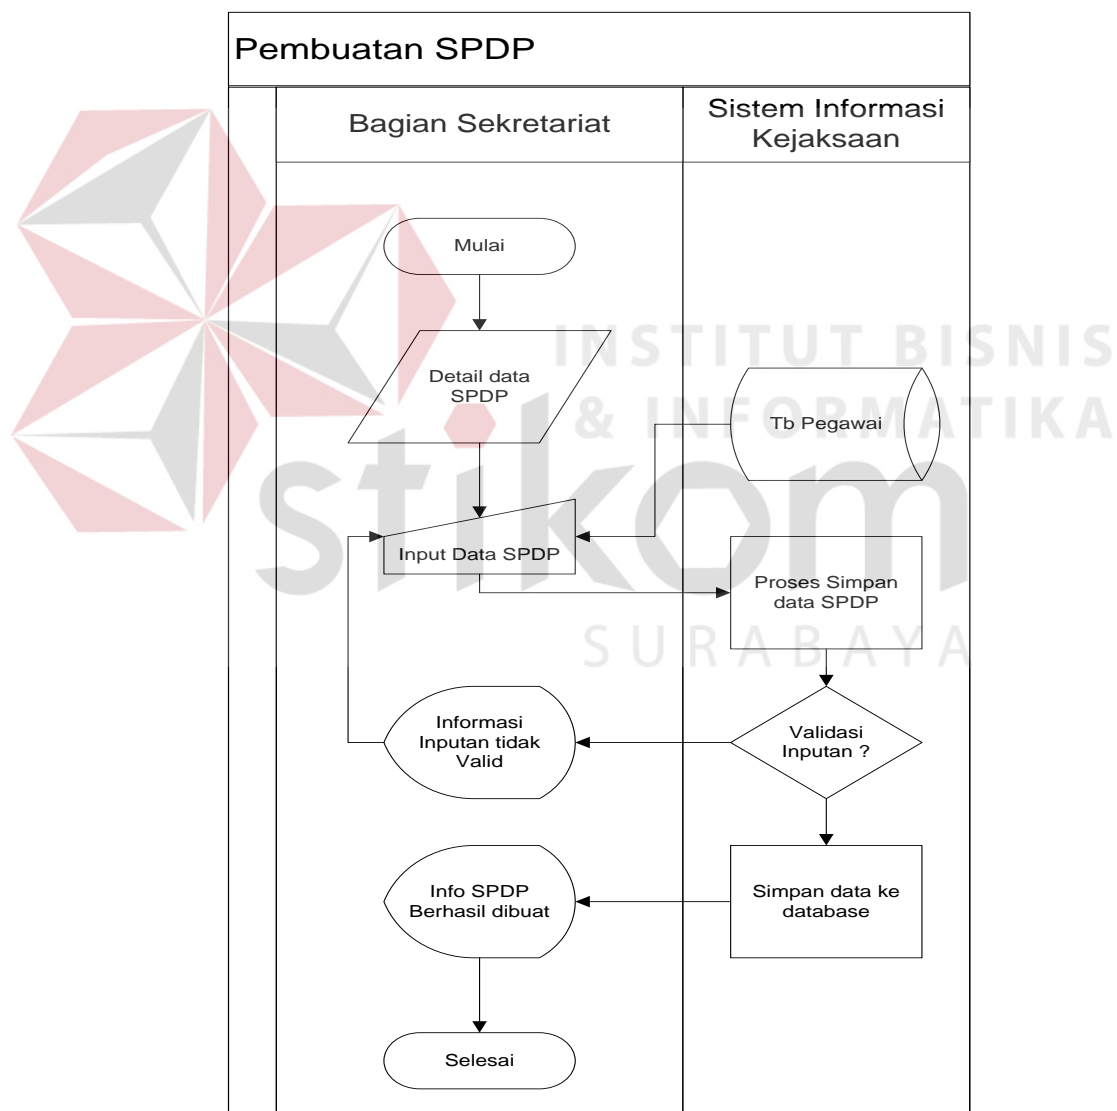 Pembuatan SPDP
Bagian Sekretariat
Sistem Informasi
Kejaksaan
Mulai
Detail data
SPDP
Tb Pegawai
Input Data SPDP
Proses Simpan
data SPDP
Validasi
Inputan ?
Informasi
Inputan tidak
Valid
Simpan data ke
database
Info SPDP
Berhasil dibuat
Selesai
INSTITUT BISNIS
& INFORMATIKA
stikom
SURABAYA